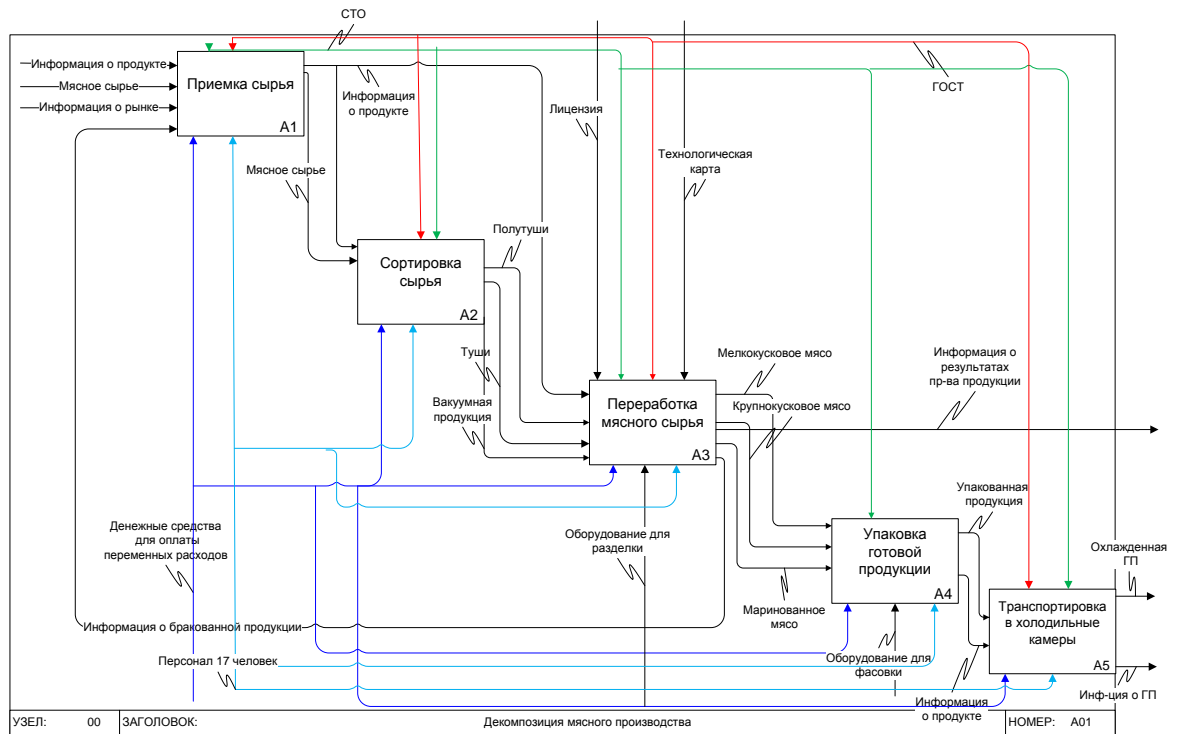 СТО
Информация о продукте
Мясное сырье
Информация о рынке
Приемка сырья
A1
Информация
о продукте
ГОСТ
Лицензия
Технологическая
карта
Мясное сырье
Полутуши
Сортировка
сырья
A2
Туши
Вакуумная
продукция
Мелкокусковое мясо
Информация о
результатах
пр-ва продукции
Крупнокусковое мясо
Переработка
мясного сырья
A3
Упакованная
продукция
Денежные средства
для оплаты
переменных расходов
Оборудование для
разделки
Упаковка
готовой
продукции
A4
Охлажденная
ГП
Маринованное
мясо
Транспортировка
в холодильные
камеры
A5
Информация о бракованной продукции
Персонал 17 человек
Оборудование для
фасовки
Информация
о продукте
Инф-ция о ГП
УЗЕЛ: 00 ЗАГОЛОВОК: Декомпозиция мясного производства НОМЕР: A01